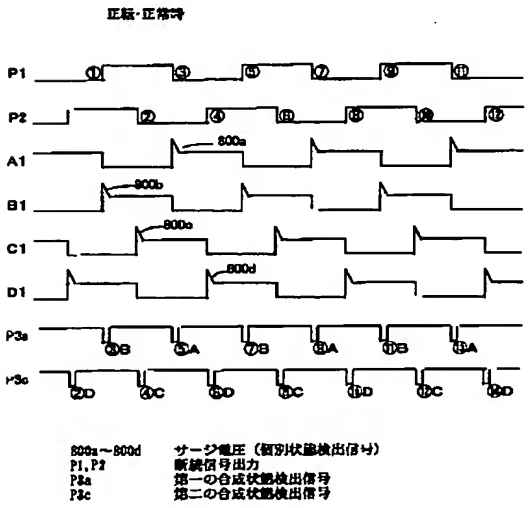 正転・正常時
P1 ① ③ ⑤ ⑦ ⑨ ⑪
P2 ② ④ ⑥ ⑧ ⑩ ⑫
A1 800a
B1 800b
C1 800c
D1 800d
P3a ③B ⑤A ⑦B ⑨A ⑪B ⑬A
P3c ②D ④C ⑥D ⑧C ⑩D ⑫C ⑭D
800a～800d サージ電圧（個別状態検出信号）
P1,P2 断続信号出力
P3a 第一の合成状態検出信号
P3c 第二の合成状態検出信号